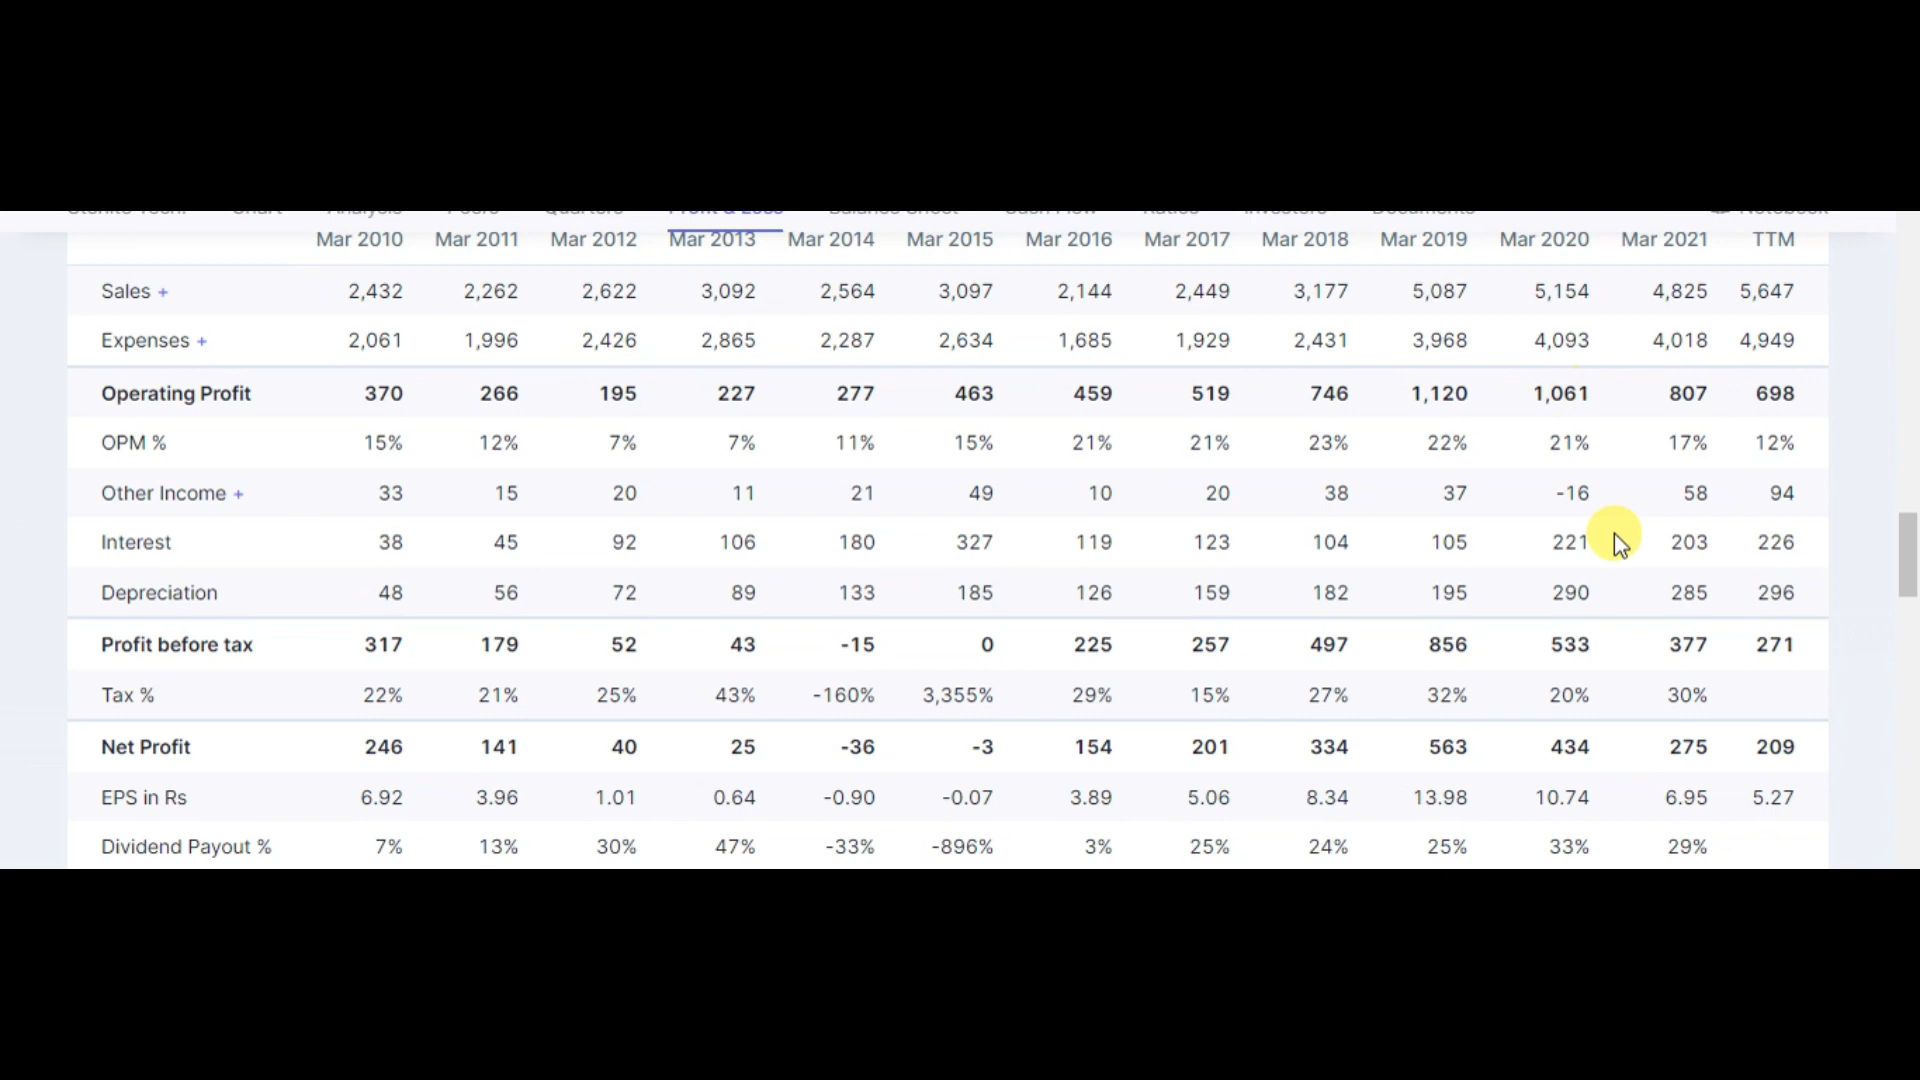 Mar 2010 Mar 2011 Mar 2012 Mar 2013 Mar 2014 Mar 2015 Mar 2016 Mar 2017 Mar 2018 Mar 2019 Mar 2020 Mar 2021 TTM
Sales + 2,432 2,262 2,622 3,092 2,564 3,097 2,144 2,449 3,177 5,087 5,154 4,825 5,647
Expenses + 2,061 1,996 2,426 2,865 2,287 2,634 1,685 1,929 2,431 3,968 4,093 4,018 4,949
Operating Profit 370 266 195 227 277 463 459 519 746 1,120 1,061 807 698
OPM % 15% 12% 7% 7% 11% 15% 21% 21% 23% 22% 21% 17% 12%
Other Income + 33 15 20 11 21 49 10 20 38 37 -16 58 94
Interest 38 45 92 106 180 327 119 123 104 105 221 203 226
Depreciation 48 56 72 89 133 185 126 159 182 195 290 285 296
Profit before tax 317 179 52 43 -15 0 225 257 497 856 533 377 271
Tax % 22% 21% 25% 43% -160% 3,355% 29% 15% 27% 32% 20% 30%
Net Profit 246 141 40 25 -36 -3 154 201 334 563 434 275 209
EPS in Rs 6.92 3.96 1.01 0.64 -0.90 -0.07 3.89 5.06 8.34 13.98 10.74 6.95 5.27
Dividend Payout % 7% 13% 30% 47% -33% -896% 3% 25% 24% 25% 33% 29%